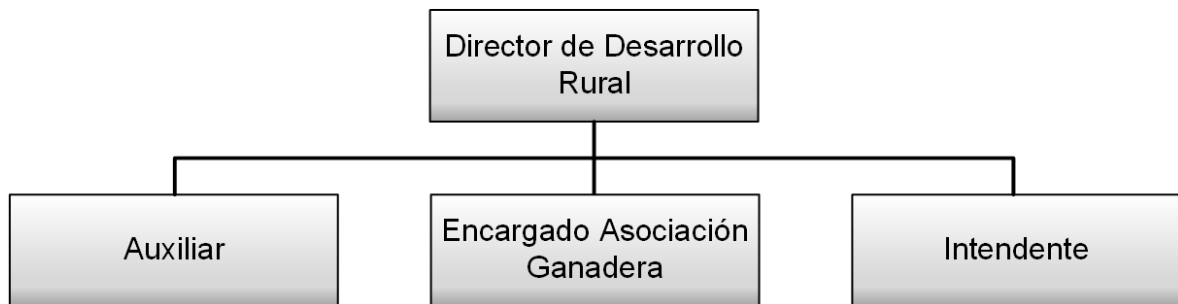 Director de Desarrollo
Rural
Auxiliar
Encargado Asociación
Ganadera
Intendente